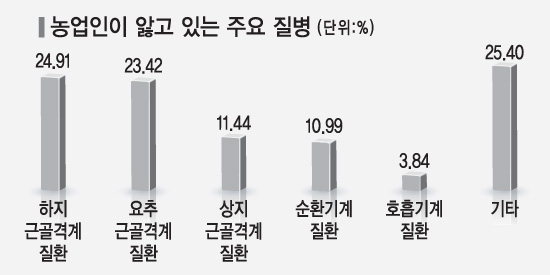 농업인이 앓고 있는 주요 질병 (단위:%)
24.91
23.42
11.44
10.99
3.84
25.40
하지
근골격계
질환
요추
근골격계
질환
상지
근골격계
질환
순환기계
질환
호흡기계
질환
기타